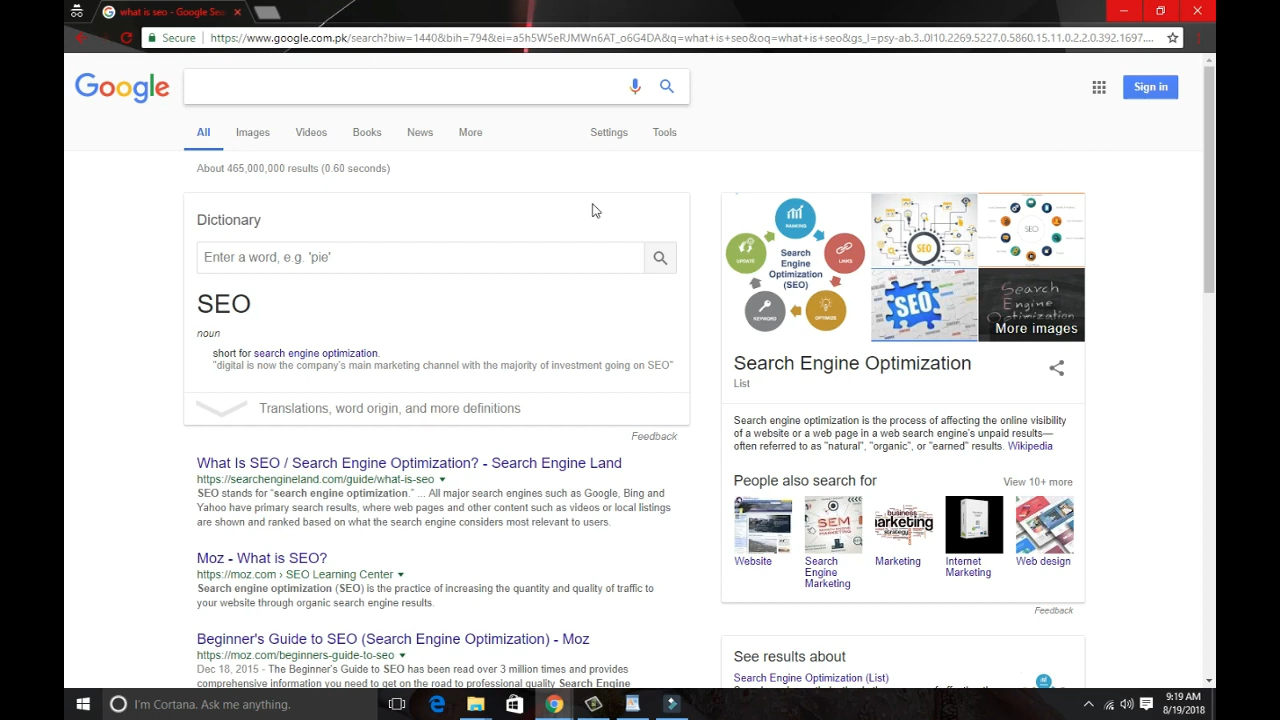 what is seo - Google Sea
Secure
https://www.google.com.pk/search?biw=1440&bih=794&ei=a5h5W5eRJMWn6AT_o6G4DA&q=what+is+seo&oq=what+is+seo&gs_l=psy-ab.3..0l10.2269.5227.0.5860.15.11.0.2.2.0.392.1697....
Google
Sign in
All Images Videos Books News More Settings Tools
About 465,000,000 results (0.60 seconds)
Dictionary
Enter a word, e.g. 'pie'
SEO
noun
short for search engine optimization.
"digital is now the company's main marketing channel with the majority of investment going on SEO"
Translations, word origin, and more definitions
Feedback
What Is SEO / Search Engine Optimization? - Search Engine Land
https://searchengineland.com/guide/what-is-seo
SEO stands for "search engine optimization." ... All major search engines such as Google, Bing and
Yahoo have primary search results, where web pages and other content such as videos or local listings
are shown and ranked based on what the search engine considers most relevant to users.
Moz - What is SEO?
https://moz.com › SEO Learning Center
Search engine optimization (SEO) is the practice of increasing the quantity and quality of traffic to
your website through organic search engine results.
Beginner's Guide to SEO (Search Engine Optimization) - Moz
https://moz.com/beginners-guide-to-seo
Dec 18, 2015 - The Beginner's Guide to SEO has been read over 3 million times and provides
comprehensive information you need to get on the road to professional quality Search Engine
RANKING
UPDATE
LINKS
Search
Engine
Optimization
(SEO)
KEYWORD
OPTIMIZE
SEO
SEO
SEO
Search
Engine
Optimization
More images
Search Engine Optimization
List
Search engine optimization is the process of affecting the online visibility
of a website or a web page in a web search engine's unpaid results—
often referred to as "natural", "organic", or "earned" results. Wikipedia
People also search for
View 10+ more
SEM
business
marketing
strategy
Website
Search
Engine
Marketing
Marketing
Internet
Marketing
Web design
Feedback
See results about
Search Engine Optimization (List)
I'm Cortana. Ask me anything.
9:19 AM
8/19/2018